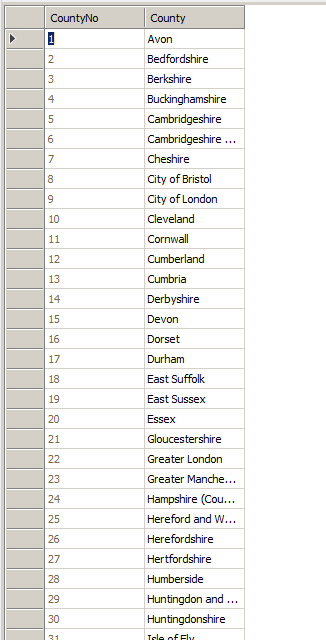 CountyNo County
1 Avon
2 Bedfordshire
3 Berkshire
4 Buckinghamshire
5 Cambridgeshire
6 Cambridgeshire ...
7 Cheshire
8 City of Bristol
9 City of London
10 Cleveland
11 Cornwall
12 Cumberland
13 Cumbria
14 Derbyshire
15 Devon
16 Dorset
17 Durham
18 East Suffolk
19 East Sussex
20 Essex
21 Gloucestershire
22 Greater London
23 Greater Manche...
24 Hampshire (Cou...
25 Hereford and W...
26 Herefordshire
27 Hertfordshire
28 Humberside
29 Huntingdon and ...
30 Huntingdonshire
31 Isle of Ely